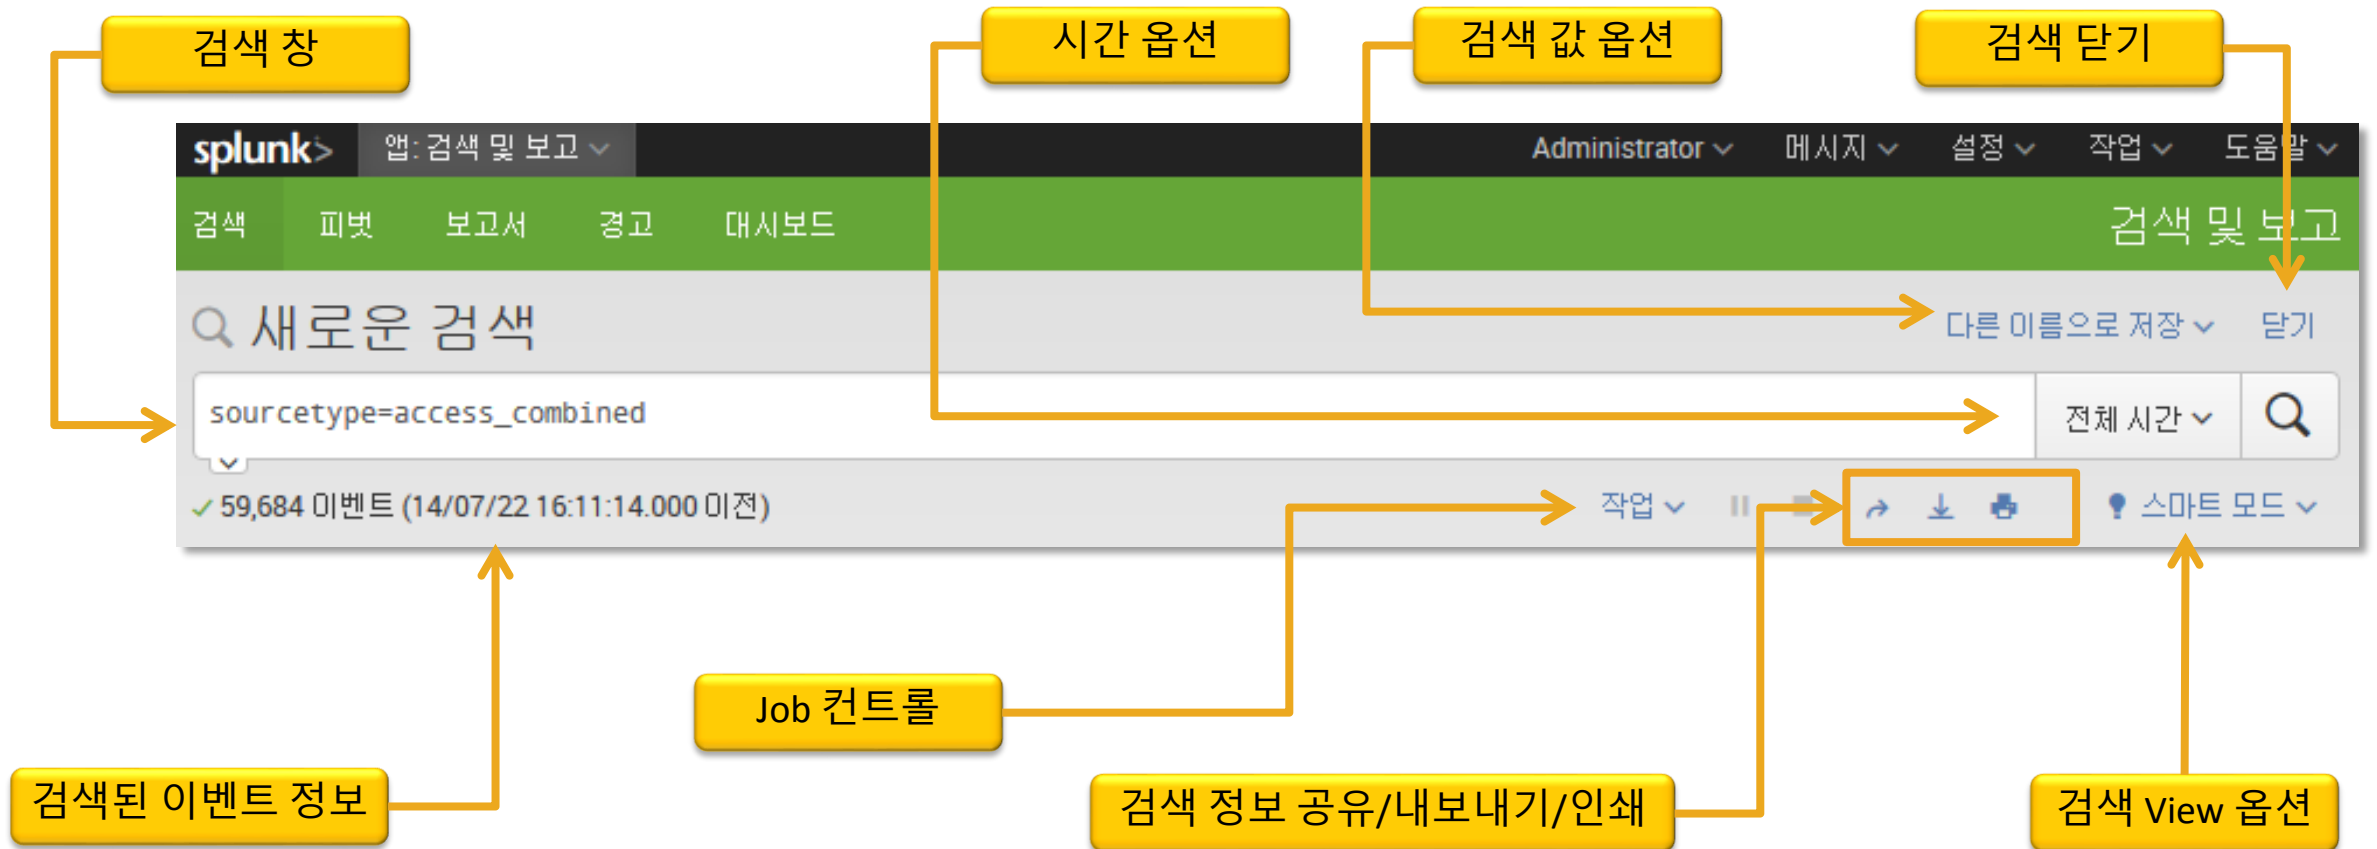 검색 창
시간 옵션
검색 값 옵션
검색 닫기
splunk> 앱: 검색 및 보고 Administrator 메시지 설정 작업 도움말
검색 피벗 보고서 경고 대시보드 검색 및 보고
새로운 검색 다른 이름으로 저장 닫기
sourcetype=access_combined 전체 시간
59,684 이벤트 (14/07/22 16:11:14.000 이전) 작업 스마트 모드
Job 컨트롤
검색된 이벤트 정보
검색 정보 공유/내보내기/인쇄
검색 View 옵션